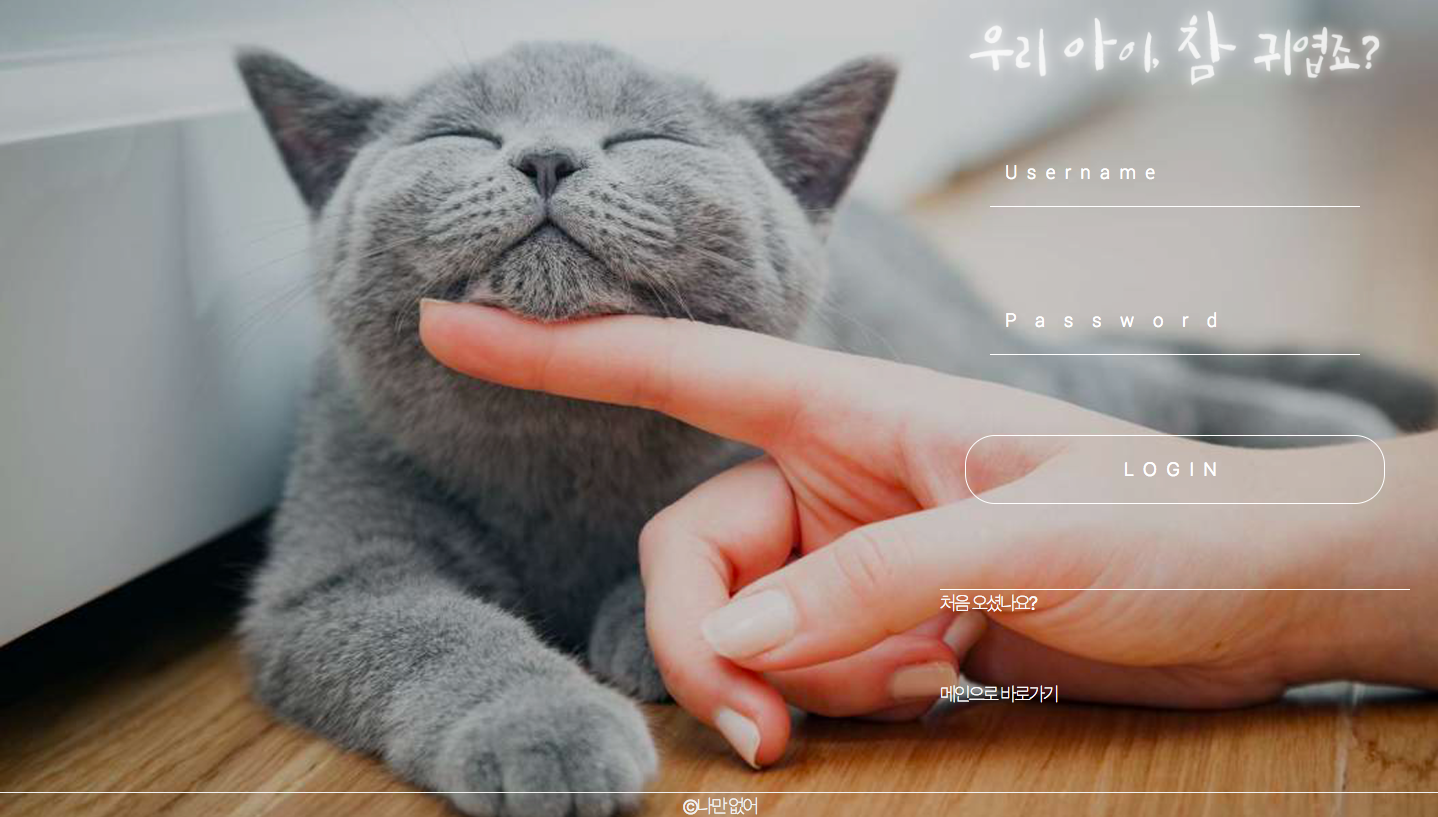 우리 아이, 참 귀엽죠?
Username
Password
LOGIN
처음 오셨나요?
메인으로 바로가기
©나만 없어